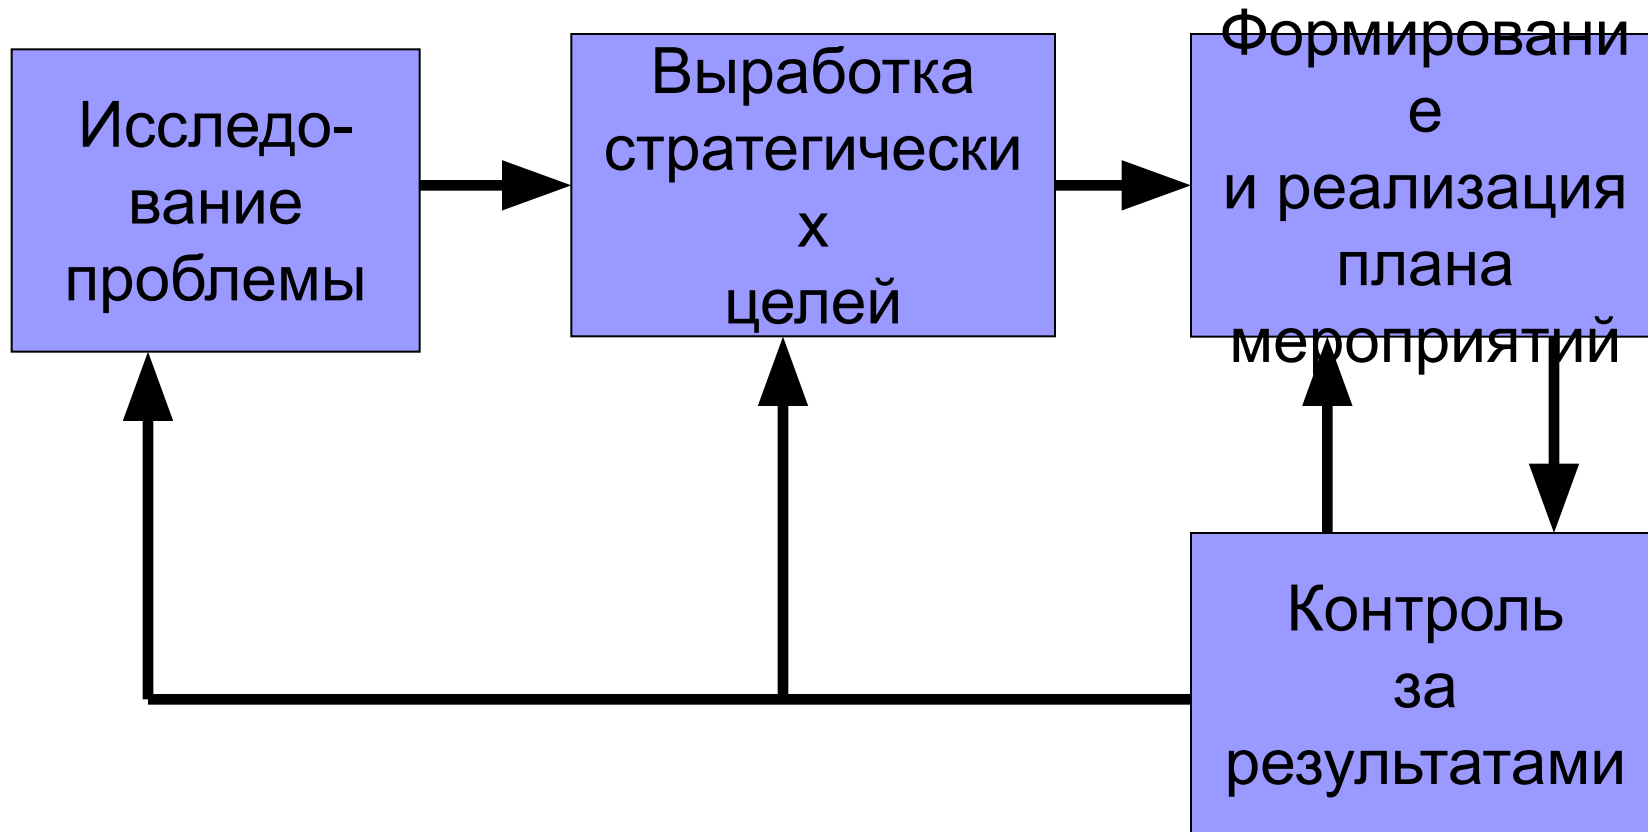 Исследо-
вание
проблемы
Выработка
стратегически
х
целей
Формировани
е
и реализация
плана
мероприятий
Контроль
за
результатами